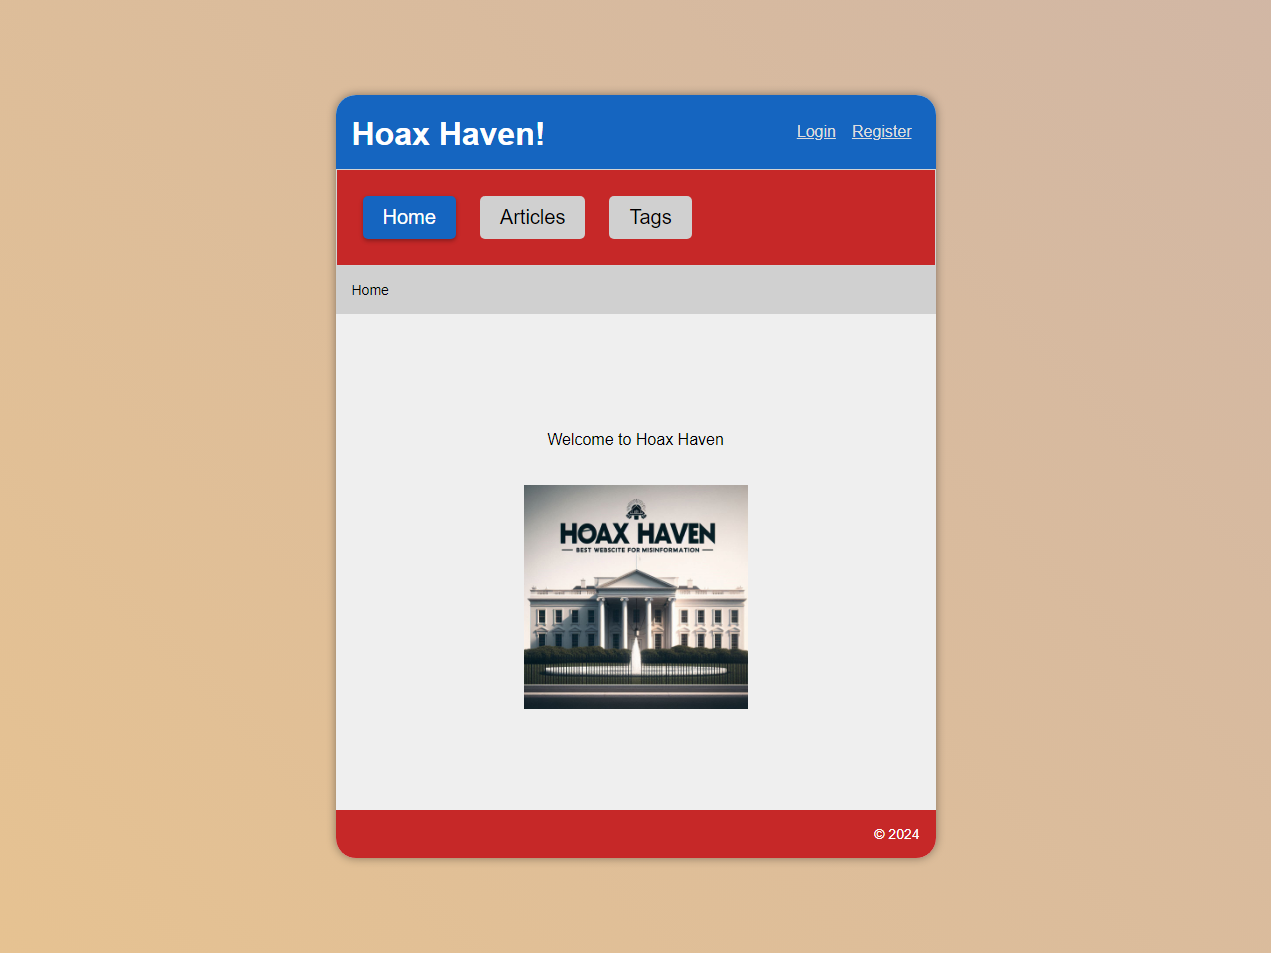 Hoax Haven!
Login Register
Home Articles Tags
Home
Welcome to Hoax Haven
HOAX HAVEN
BEST WEBSCITE FOR MISINFORMATION
© 2024